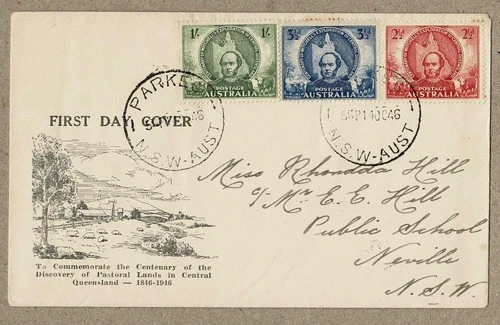 1/- 1/-
3½d 3½d
2½d 2½d
POSTAGE POSTAGE POSTAGE
AUSTRALIA AUSTRALIA AUSTRALIA
PARKES
N.S.W-AUST
N.S.W-AUST
FIRST DAY COVER
Miss Rhondda Hill
c/- Mr E. E. Hill
Public School
Neville
N.S.W.
To Commemorate the Centenary of the
Discovery of Pastoral Lands in Central
Queensland — 1846-1946